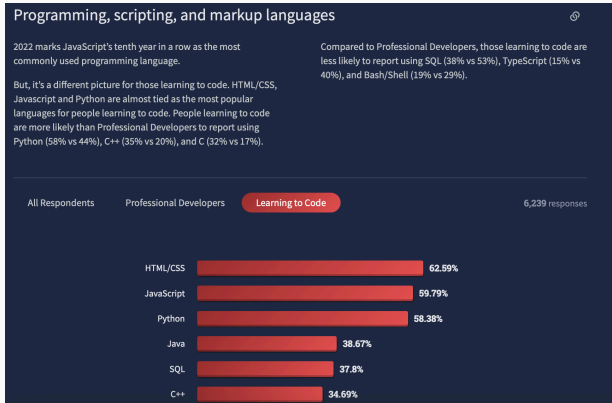 Programming, scripting, and markup languages
2022 marks JavaScript's tenth year in a row as the most
commonly used programming language.
But, it's a different picture for those learning to code. HTML/CSS,
Javascript and Python are almost tied as the most popular
languages for people learning to code. People learning to code
are more likely than Professional Developers to report using
Python (58% vs 44%), C++ (35% vs 20%), and C (32% vs 17%).
Compared to Professional Developers, those learning to code are
less likely to report using SQL (38% vs 53%), TypeScript (15% vs
40%), and Bash/Shell (19% vs 29%).
All Respondents Professional Developers Learning to Code 6,239 responses
HTML/CSS 62.59%
JavaScript 59.79%
Python 58.38%
Java 38.67%
SQL 37.8%
C++ 34.69%